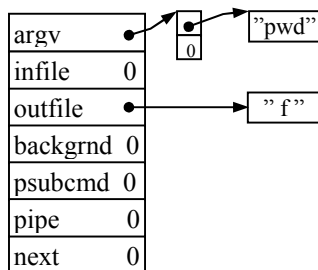 argv
"pwd"
0
infile 0
outfile
" f "
backgrnd 0
psubcmd 0
pipe 0
next 0